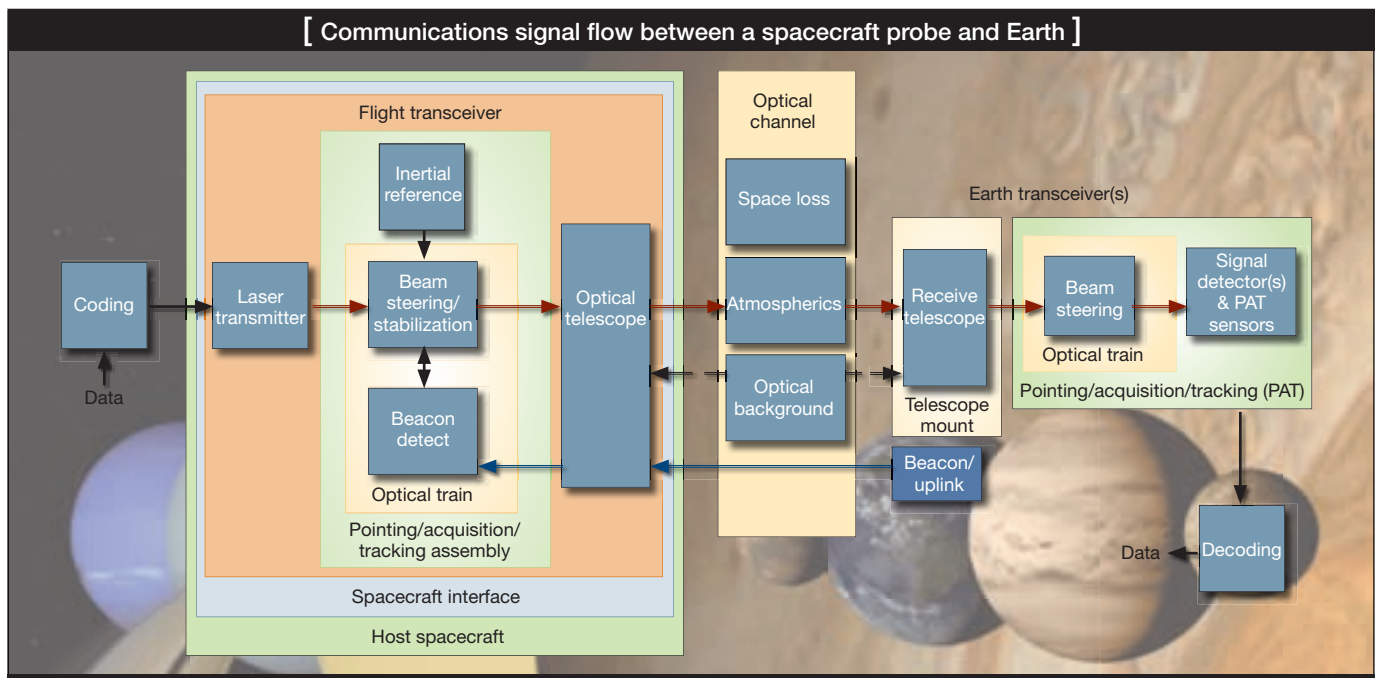 [ Communications signal flow between a spacecraft probe and Earth ]
Coding
Data
Flight transceiver
Laser
transmitter
Inertial
reference
Beam
steering/
stabilization
Beacon
detect
Optical train
Pointing/acquisition/
tracking assembly
Optical
telescope
Spacecraft interface
Host spacecraft
Optical
channel
Space loss
Atmospherics
Optical
background
Earth transceiver(s)
Receive
telescope
Telescope
mount
Beacon/
uplink
Beam
steering
Optical train
Signal
detector(s)
& PAT
sensors
Pointing/acquisition/tracking (PAT)
Decoding
Data